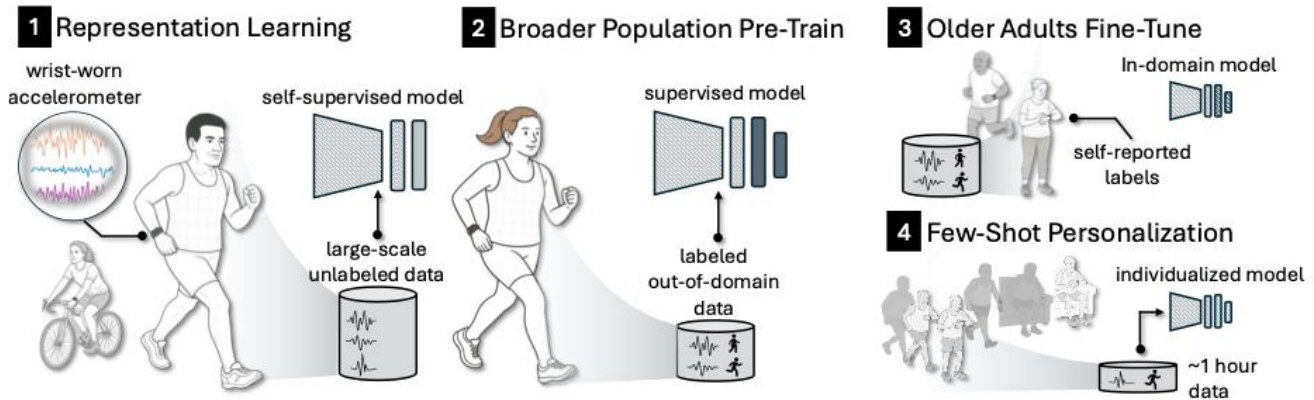 1 Representation Learning
wrist-worn
accelerometer
self-supervised model
large-scale
unlabeled data
2 Broader Population Pre-Train
supervised model
labeled
out-of-domain
data
3 Older Adults Fine-Tune
In-domain model
self-reported
labels
4 Few-Shot Personalization
individualized model
~1 hour
data